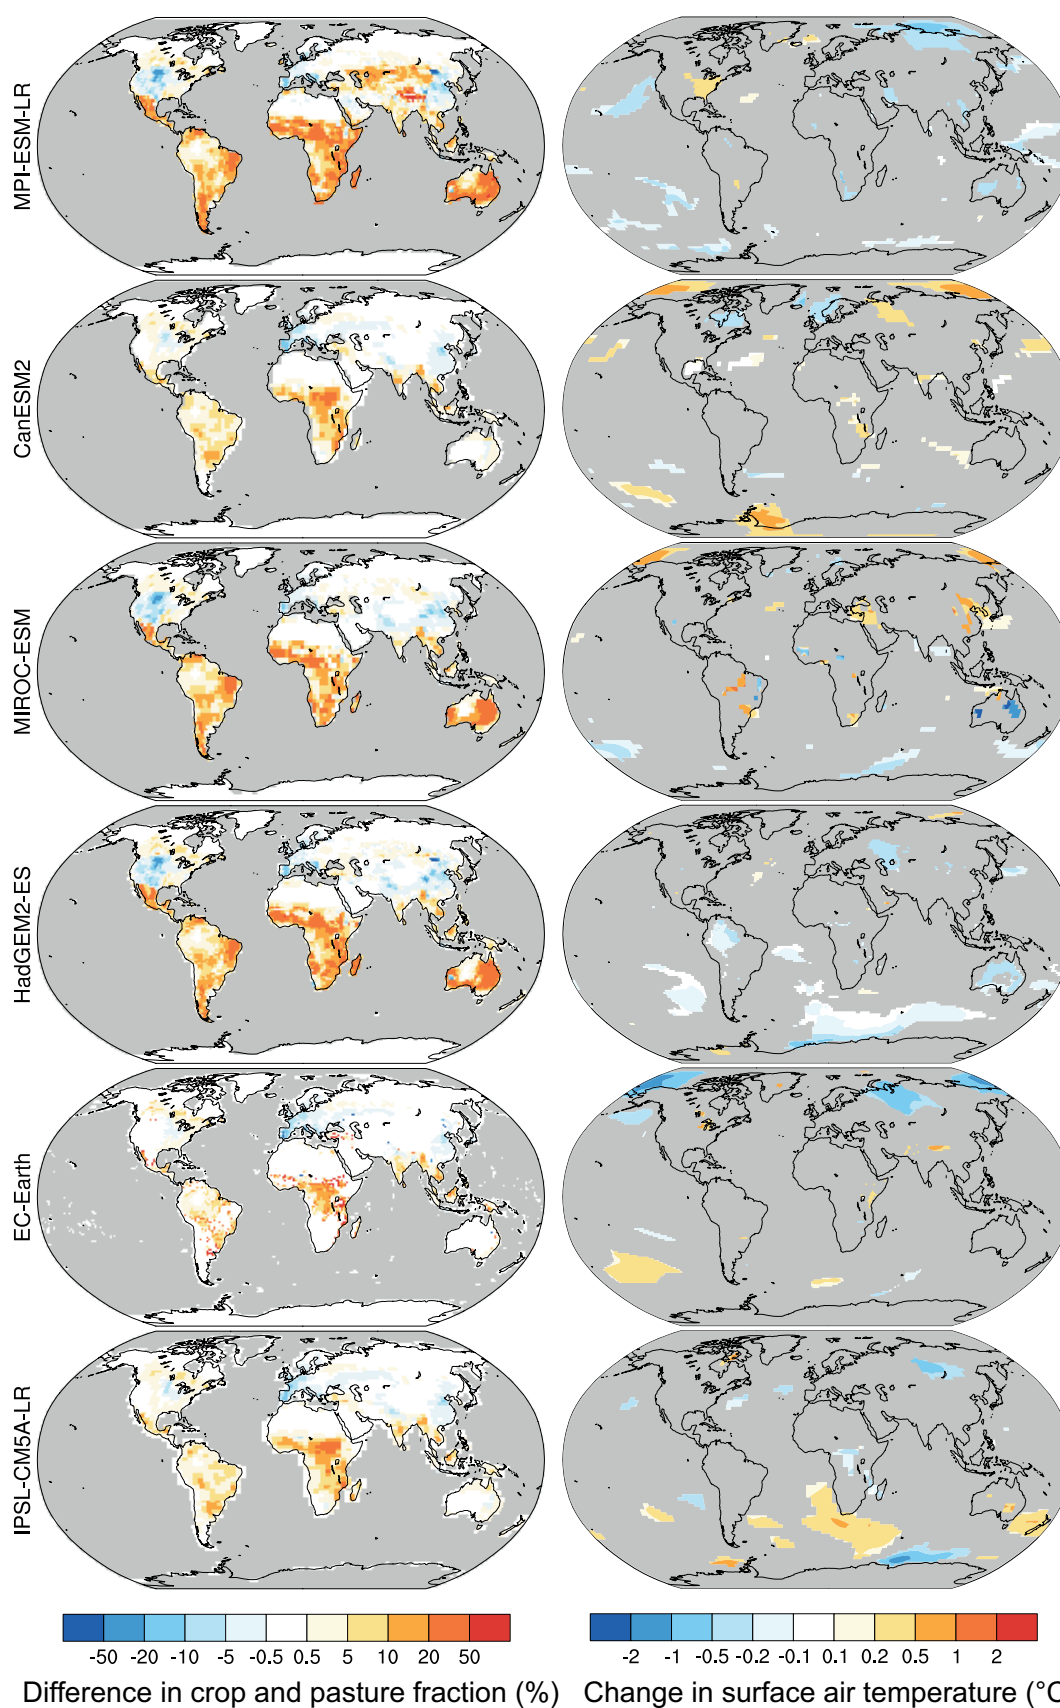 MPI-ESM-LR
CanESM2
MIROC-ESM
HadGEM2-ES
EC-Earth
IPSL-CM5A-LR
-50 -20 -10 -5 -0.5 0.5 5 10 20 50
-2 -1 -0.5 -0.2 -0.1 0.1 0.2 0.5 1 2
Difference in crop and pasture fraction (%)
Change in surface air temperature (°C